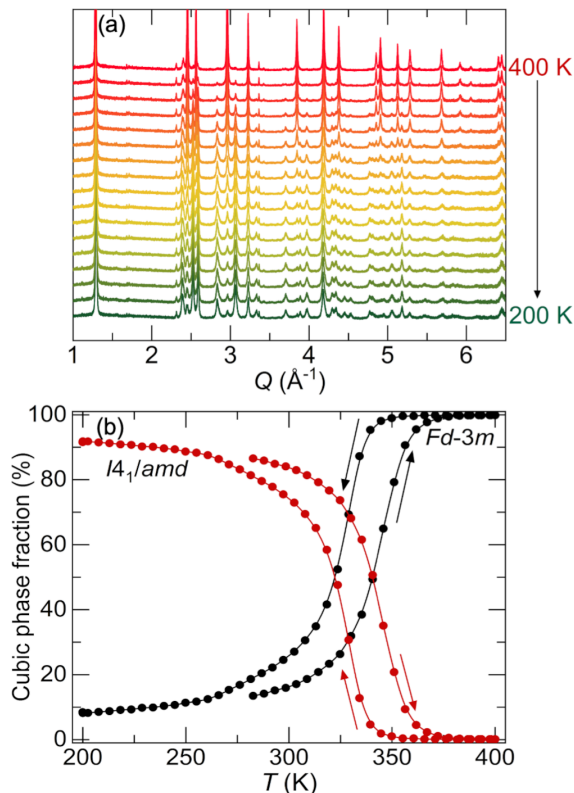 (a)
400 K
200 K
1 2 3 4 5 6
Q (Å⁻¹)
(b)
100
80
60
40
20
0
Cubic phase fraction (%)
I4₁/amd
Fd-3m
200 250 300 350 400
T (K)